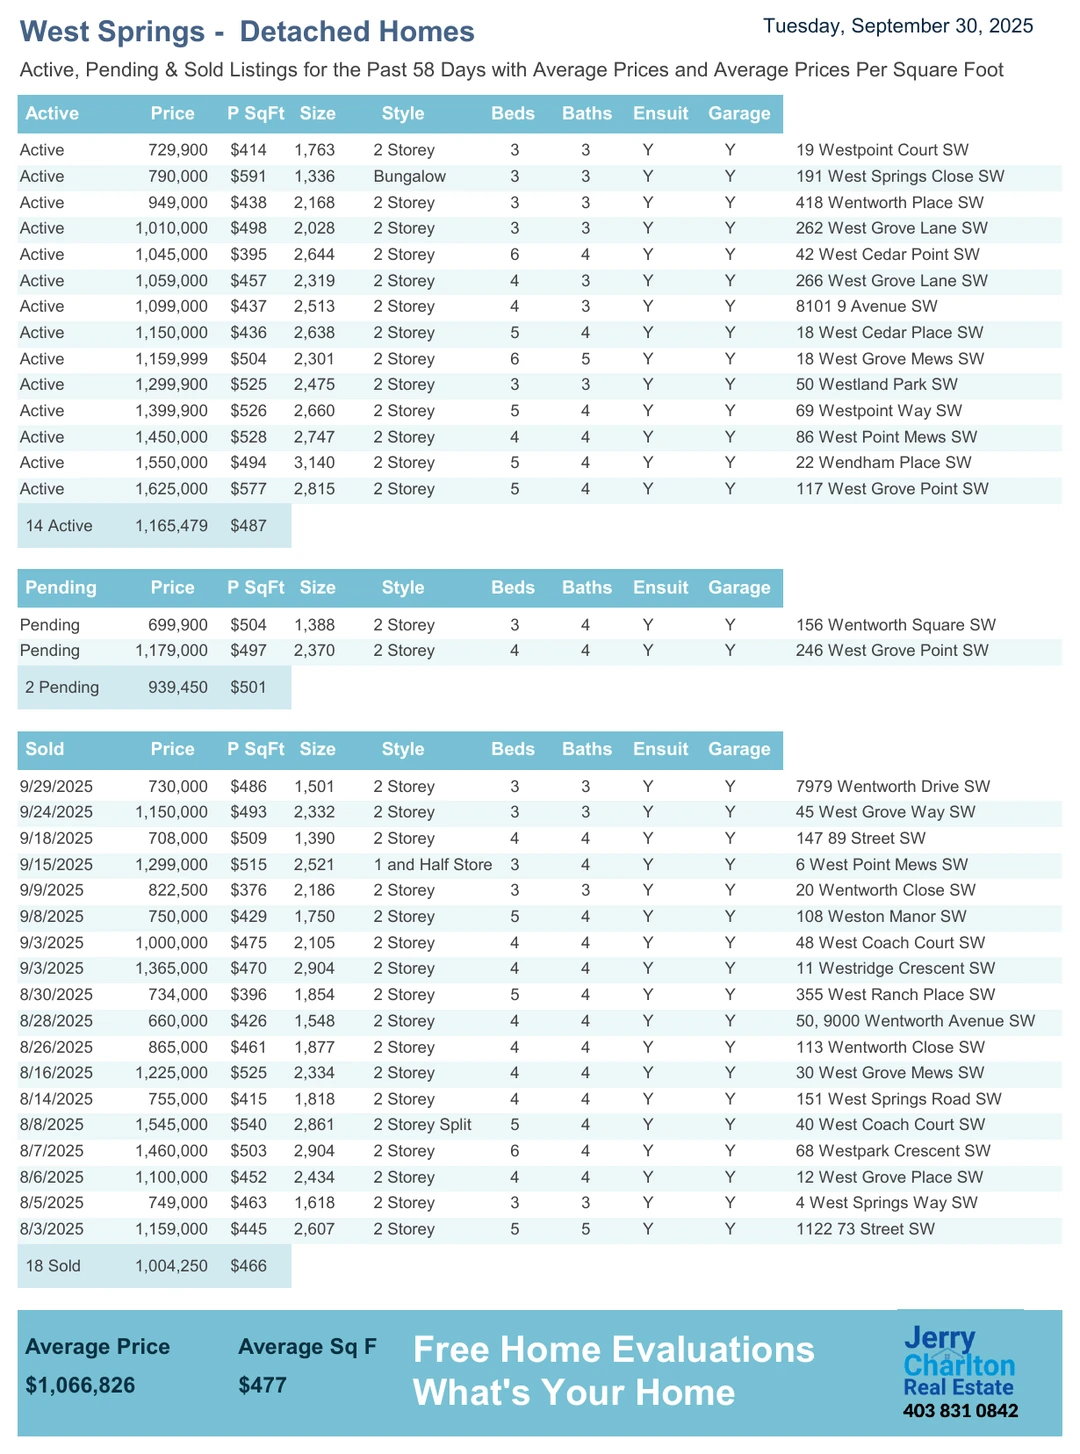 West Springs -  Detached Homes
Tuesday, September 30, 2025
Active, Pending & Sold Listings for the Past 58 Days with Average Prices and Average Prices Per Square Foot
Active Price P SqFt Size Style Beds Baths Ensuit Garage
Active 729,900 $414 1,763 2 Storey 3 3 Y Y 19 Westpoint Court SW
Active 790,000 $591 1,336 Bungalow 3 3 Y Y 191 West Springs Close SW
Active 949,000 $438 2,168 2 Storey 3 3 Y Y 418 Wentworth Place SW
Active 1,010,000 $498 2,028 2 Storey 3 3 Y Y 262 West Grove Lane SW
Active 1,045,000 $395 2,644 2 Storey 6 4 Y Y 42 West Cedar Point SW
Active 1,059,000 $457 2,319 2 Storey 4 3 Y Y 266 West Grove Lane SW
Active 1,099,000 $437 2,513 2 Storey 4 3 Y Y 8101 9 Avenue SW
Active 1,150,000 $436 2,638 2 Storey 5 4 Y Y 18 West Cedar Place SW
Active 1,159,999 $504 2,301 2 Storey 6 5 Y Y 18 West Grove Mews SW
Active 1,299,900 $525 2,475 2 Storey 3 3 Y Y 50 Westland Park SW
Active 1,399,900 $526 2,660 2 Storey 5 4 Y Y 69 Westpoint Way SW
Active 1,450,000 $528 2,747 2 Storey 4 4 Y Y 86 West Point Mews SW
Active 1,550,000 $494 3,140 2 Storey 5 4 Y Y 22 Wendham Place SW
Active 1,625,000 $577 2,815 2 Storey 5 4 Y Y 117 West Grove Point SW
14 Active 1,165,479 $487
Pending Price P SqFt Size Style Beds Baths Ensuit Garage
Pending 699,900 $504 1,388 2 Storey 3 4 Y Y 156 Wentworth Square SW
Pending 1,179,000 $497 2,370 2 Storey 4 4 Y Y 246 West Grove Point SW
2 Pending 939,450 $501
Sold Price P SqFt Size Style Beds Baths Ensuit Garage
9/29/2025 730,000 $486 1,501 2 Storey 3 3 Y Y 7979 Wentworth Drive SW
9/24/2025 1,150,000 $493 2,332 2 Storey 3 3 Y Y 45 West Grove Way SW
9/18/2025 708,000 $509 1,390 2 Storey 4 4 Y Y 147 89 Street SW
9/15/2025 1,299,000 $515 2,521 1 and Half Store 3 4 Y Y 6 West Point Mews SW
9/9/2025 822,500 $376 2,186 2 Storey 3 3 Y Y 20 Wentworth Close SW
9/8/2025 750,000 $429 1,750 2 Storey 5 4 Y Y 108 Weston Manor SW
9/3/2025 1,000,000 $475 2,105 2 Storey 4 4 Y Y 48 West Coach Court SW
9/3/2025 1,365,000 $470 2,904 2 Storey 4 4 Y Y 11 Westridge Crescent SW
8/30/2025 734,000 $396 1,854 2 Storey 5 4 Y Y 355 West Ranch Place SW
8/28/2025 660,000 $426 1,548 2 Storey 4 4 Y Y 50, 9000 Wentworth Avenue SW
8/26/2025 865,000 $461 1,877 2 Storey 4 4 Y Y 113 Wentworth Close SW
8/16/2025 1,225,000 $525 2,334 2 Storey 4 4 Y Y 30 West Grove Mews SW
8/14/2025 755,000 $415 1,818 2 Storey 4 4 Y Y 151 West Springs Road SW
8/8/2025 1,545,000 $540 2,861 2 Storey Split 5 4 Y Y 40 West Coach Court SW
8/7/2025 1,460,000 $503 2,904 2 Storey 6 4 Y Y 68 Westpark Crescent SW
8/6/2025 1,100,000 $452 2,434 2 Storey 4 4 Y Y 12 West Grove Place SW
8/5/2025 749,000 $463 1,618 2 Storey 3 3 Y Y 4 West Springs Way SW
8/3/2025 1,159,000 $445 2,607 2 Storey 5 5 Y Y 1122 73 Street SW
18 Sold 1,004,250 $466
Average Price Average Sq F
$1,066,826 $477
Free Home Evaluations
What's Your Home
Jerry
Charlton
Real Estate
403 831 0842